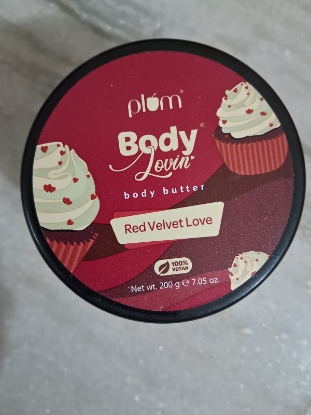 plum®
Body
Lovin'
body butter
Red Velvet Love
100%
VEGAN
Net wt. 200 g ℮ 7.05 oz.